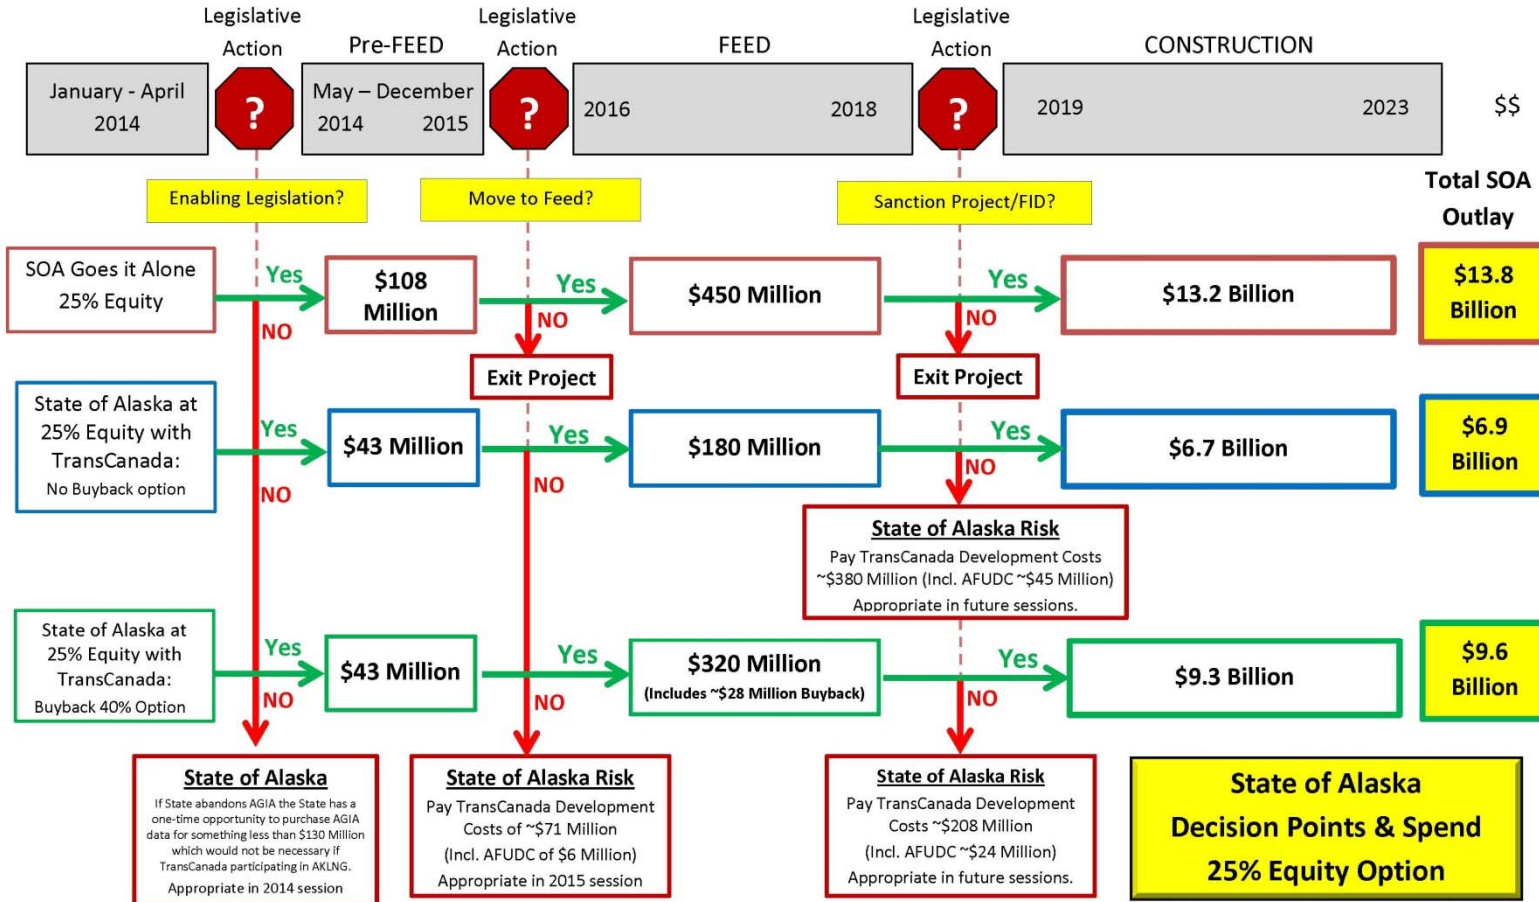 Legislative
Action
Legislative
Action
Legislative
Action
Pre-FEED
FEED
CONSTRUCTION
January - April
2014
?
May – December
2014 2015
?
2016 2018
?
2019 2023
$$
Enabling Legislation?
Move to Feed?
Sanction Project/FID?
Total SOA
Outlay
SOA Goes it Alone
25% Equity
Yes
NO
$108
Million
Yes
NO
$450 Million
Yes
NO
$13.2 Billion
$13.8
Billion
Exit Project
Exit Project
State of Alaska at
25% Equity with
TransCanada:
No Buyback option
Yes
NO
$43 Million
Yes
NO
$180 Million
Yes
NO
$6.7 Billion
$6.9
Billion
State of Alaska Risk
Pay TransCanada Development Costs
~$380 Million (Incl. AFUDC ~$45 Million)
Appropriate in future sessions.
State of Alaska at
25% Equity with
TransCanada:
Buyback 40% Option
Yes
NO
$43 Million
Yes
NO
$320 Million
(Includes ~$28 Million Buyback)
Yes
NO
$9.3 Billion
$9.6
Billion
State of Alaska
If State abandons AGIA the State has a
one-time opportunity to purchase AGIA
data for something less than $130 Million
which would not be necessary if
TransCanada participating in AKLNG.
Appropriate in 2014 session
State of Alaska Risk
Pay TransCanada Development
Costs of ~$71 Million
(Incl. AFUDC of $6 Million)
Appropriate in 2015 session
State of Alaska Risk
Pay TransCanada Development
Costs ~$208 Million
(Incl. AFUDC ~$24 Million)
Appropriate in future sessions.
State of Alaska
Decision Points & Spend
25% Equity Option